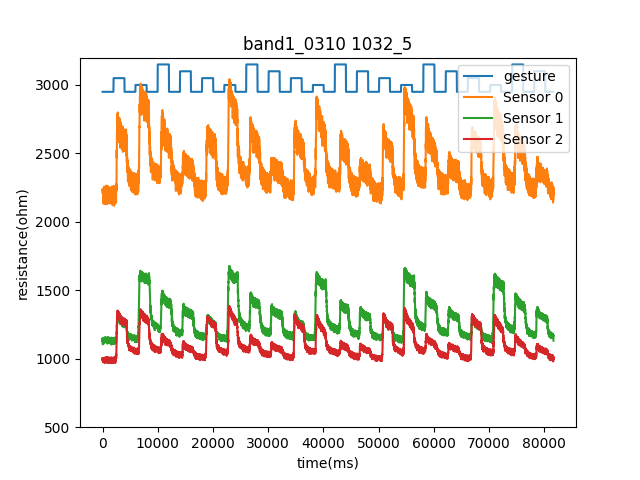 band1_0310 1032_5
gesture
Sensor 0
Sensor 1
Sensor 2
3000
2500
2000
1500
1000
500
resistance(ohm)
0
10000
20000
30000
40000
50000
60000
70000
80000
time(ms)